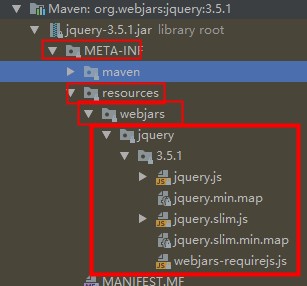 Maven: org.webjars:jquery:3.5.1
jquery-3.5.1.jar library root
META-INF
maven
resources
webjars
jquery
3.5.1
jquery.js
jquery.min.map
jquery.slim.js
jquery.slim.min.map
webjars-requirejs.js
MANIFEST.MF